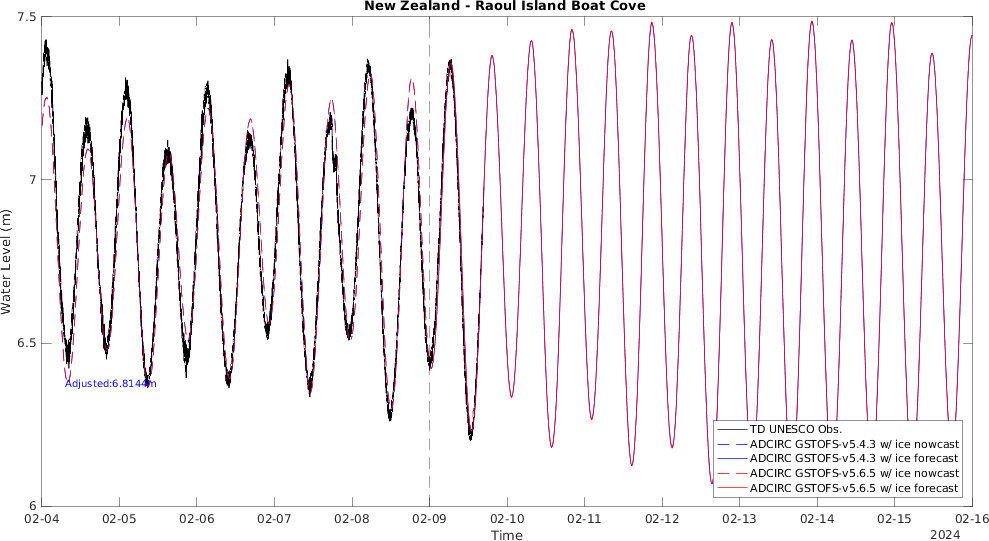 New Zealand - Raoul Island Boat Cove
Water Level (m)
7.5
7
6.5
6
Adjusted:6.8144m
TD UNESCO Obs.
ADCIRC GSTOFS-v5.4.3 w/ ice nowcast
ADCIRC GSTOFS-v5.4.3 w/ ice forecast
ADCIRC GSTOFS-v5.6.5 w/ ice nowcast
ADCIRC GSTOFS-v5.6.5 w/ ice forecast
02-04 02-05 02-06 02-07 02-08 02-09 02-10 02-11 02-12 02-13 02-14 02-15 02-16
Time
2024